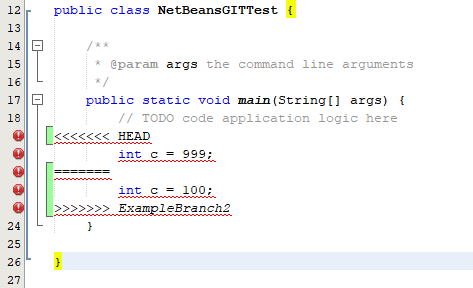 12 public class NetBeansGITTest {
13
14 /**
15 * @param args the command line arguments
16 */
17 public static void main(String[] args) {
18 // TODO code application logic here
<<<<<<< HEAD
int c = 999;
=======
int c = 100;
>>>>>>> ExampleBranch2
24 }
25
26 }
27